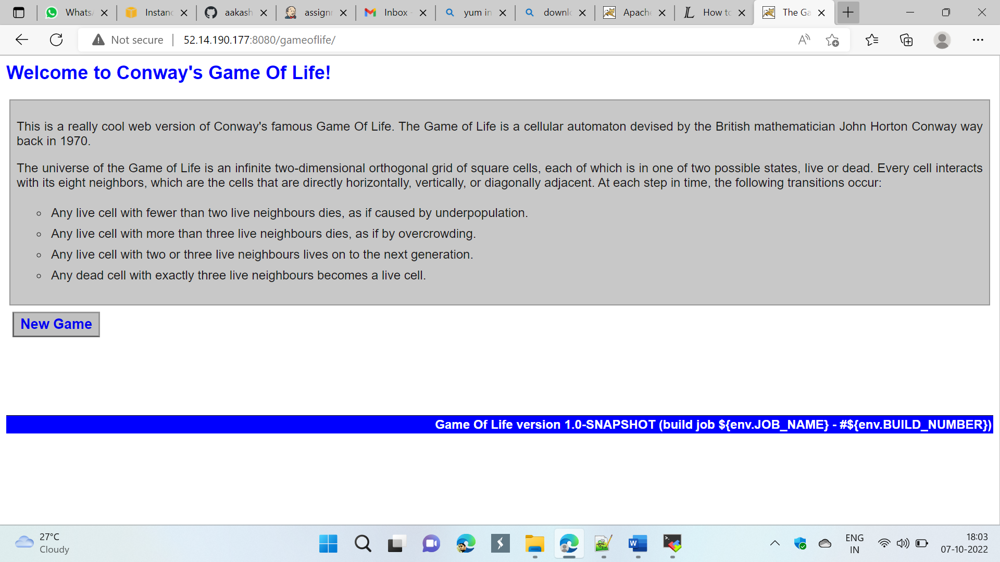 Whats
Instanc
aakash
assignr
Inbox -
yum in
downlo
Apache
How to
The Ga
Not secure
52.14.190.177:8080/gameoflife/
Welcome to Conway's Game Of Life!
This is a really cool web version of Conway's famous Game Of Life. The Game of Life is a cellular automaton devised by the British mathematician John Horton Conway way
back in 1970.
The universe of the Game of Life is an infinite two-dimensional orthogonal grid of square cells, each of which is in one of two possible states, live or dead. Every cell interacts
with its eight neighbors, which are the cells that are directly horizontally, vertically, or diagonally adjacent. At each step in time, the following transitions occur:
Any live cell with fewer than two live neighbours dies, as if caused by underpopulation.
Any live cell with more than three live neighbours dies, as if by overcrowding.
Any live cell with two or three live neighbours lives on to the next generation.
Any dead cell with exactly three live neighbours becomes a live cell.
New Game
Game Of Life version 1.0-SNAPSHOT (build job ${env.JOB_NAME} - #${env.BUILD_NUMBER})
27°C
Cloudy
ENG
IN
18:03
07-10-2022